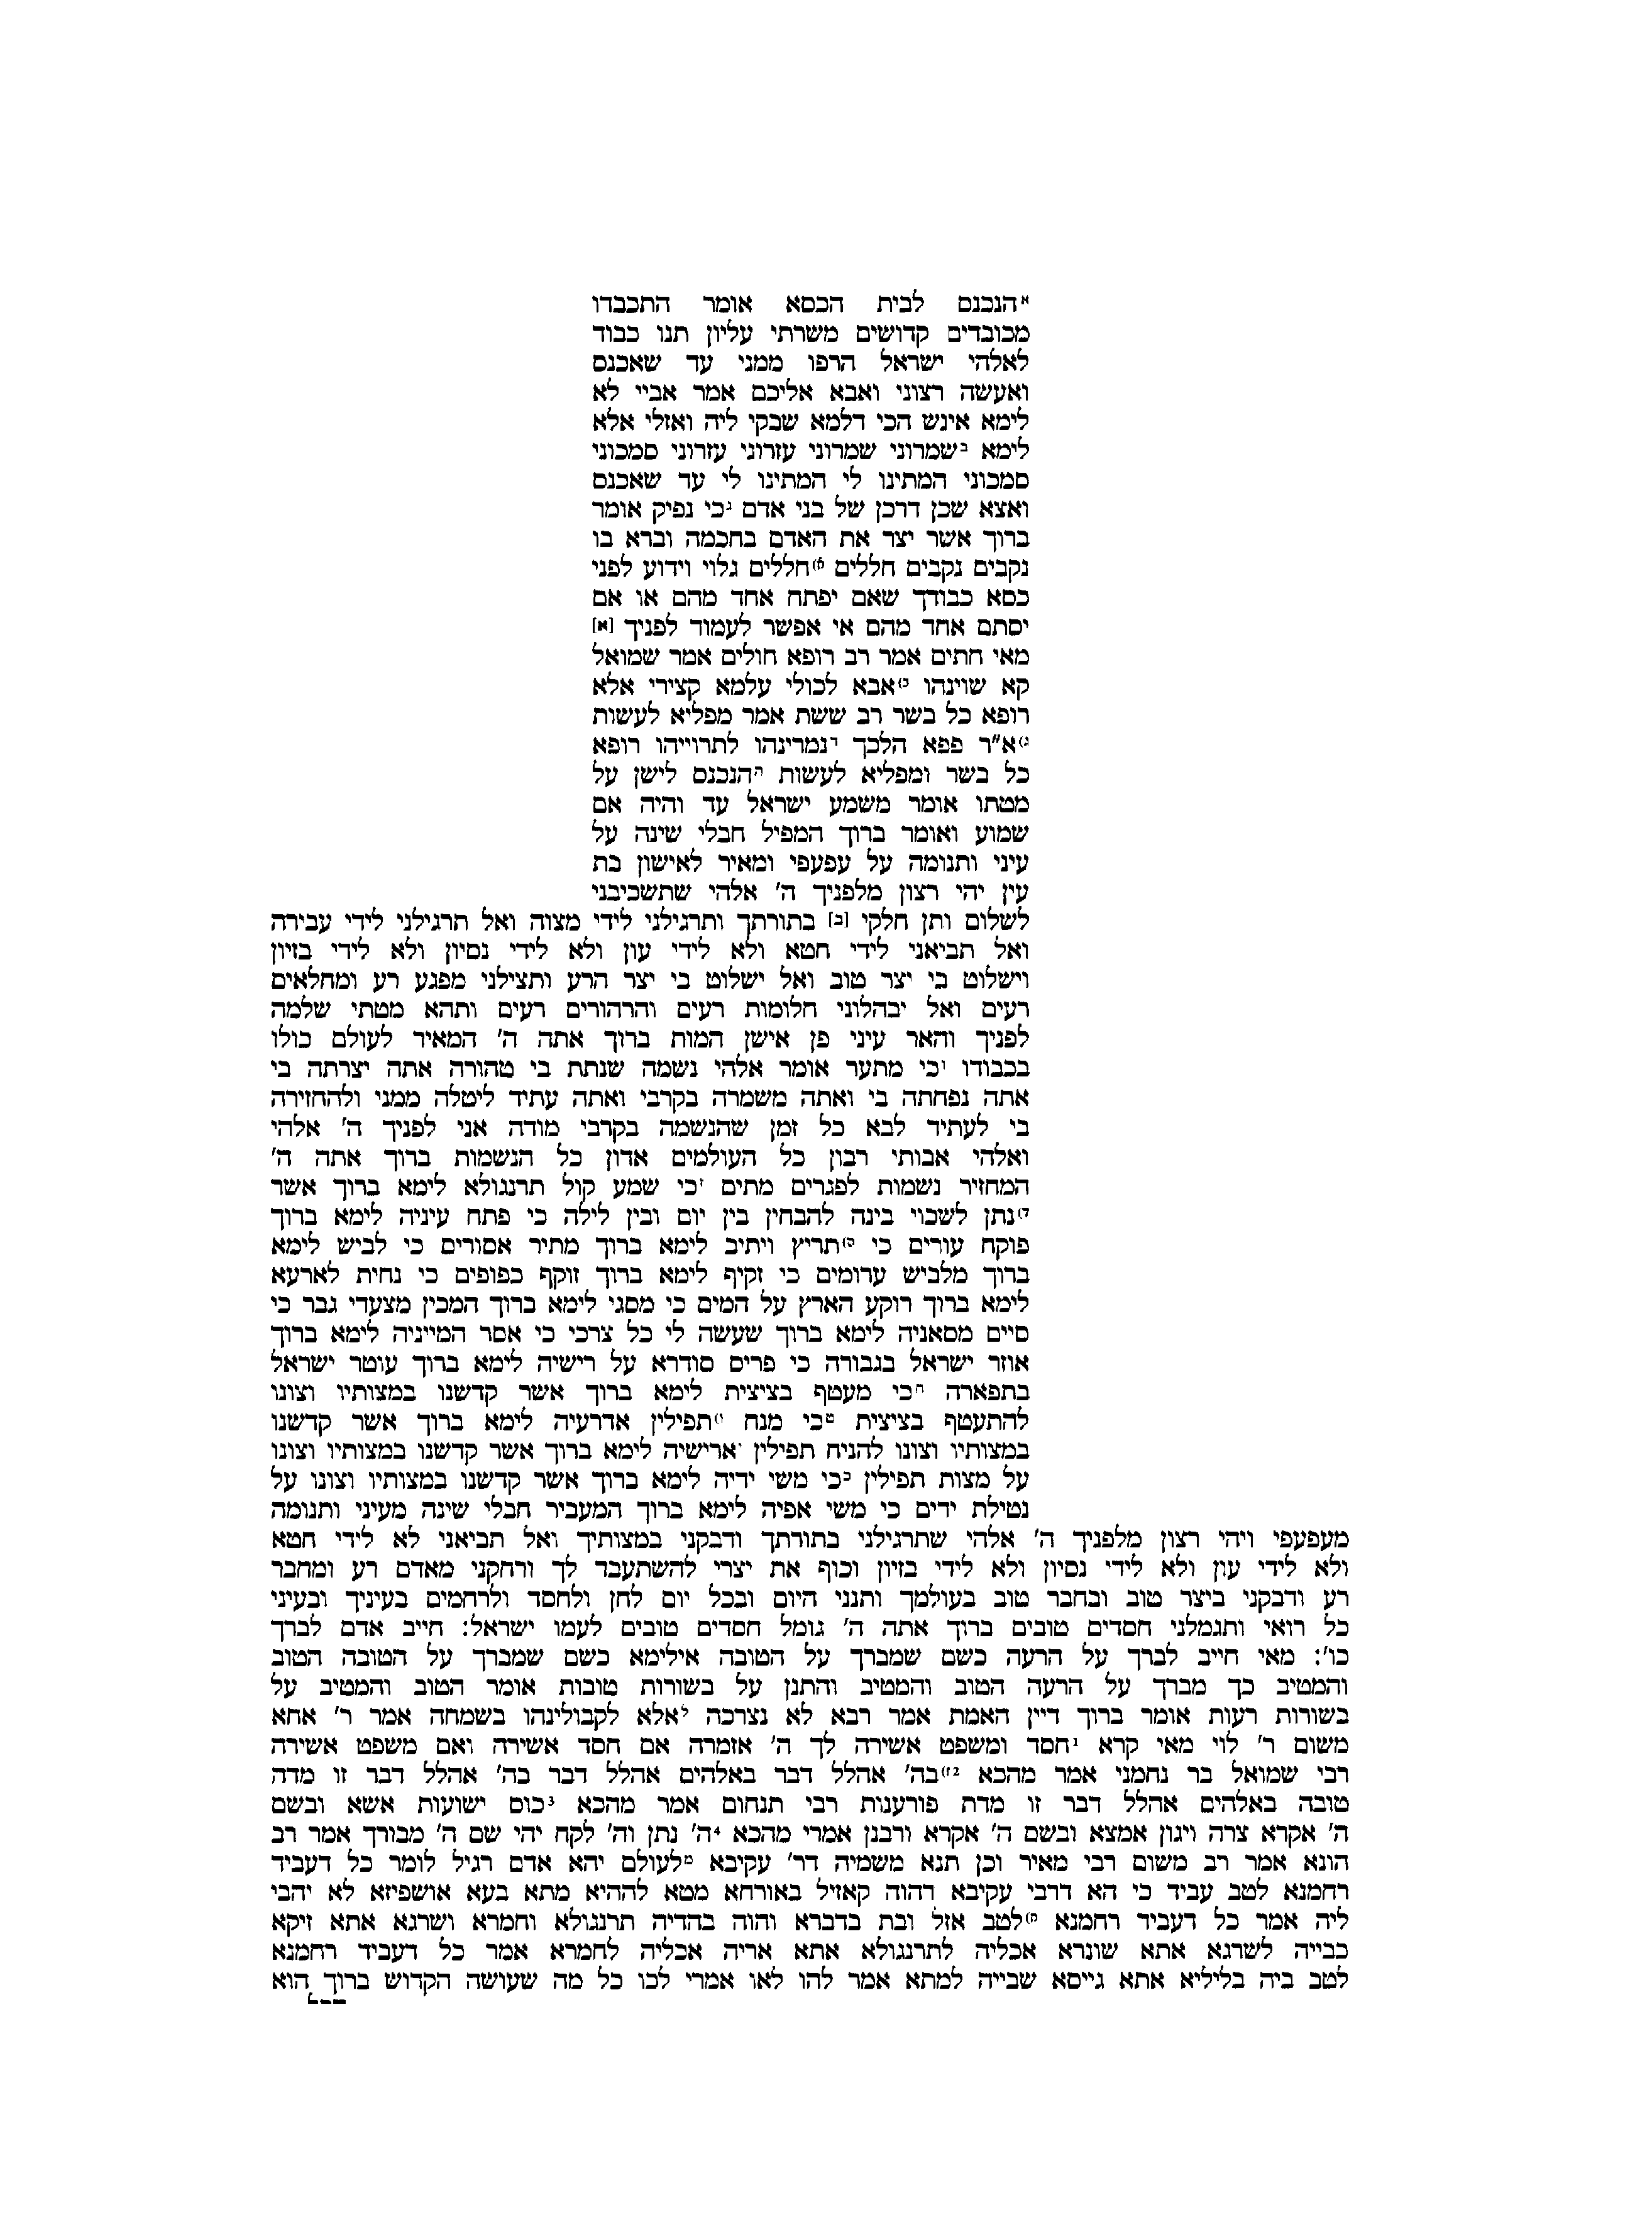 א הנכנס לבית הכסא אומר התכבדו
מכובדים קדושים משרתי עליון תנו כבוד
לאלהי ישראל הרפו ממני עד שאכנס
ואעשה רצוני ואבא אליכם אמר אביי לא
לימא אינש הכי דלמא שבקי ליה ואזלי אלא
לימא ב שמרוני שמרוני עזרוני עזרוני סמכוני
סמכוני המתינו לי המתינו לי עד שאכנס
ואצא שכן דרכן של בני אדם ג כי נפיק אומר
ברוך אשר יצר את האדם בחכמה וברא בו
נקבים נקבים חללים א) חללים גלוי וידוע לפני
כסא כבודך שאם יפתח אחד מהם או אם
יסתם אחד מהם אי אפשר לעמוד לפניך [א]
מאי חתים אמר רב רופא חולים אמר שמואל
קא שוינהו ב) אבא לכולי עלמא קצירי אלא
רופא כל בשר רב ששת אמר מפליא לעשות
ג) א"ר פפא הלכך ד נמרינהו לתרוייהו רופא
כל בשר ומפליא לעשות ה הנכנס לישן על
מטתו אומר משמע ישראל עד והיה אם
שמוע ואומר ברוך המפיל חבלי שינה על
עיני ותנומה על עפעפי ומאיר לאישון בת
עין יהי רצון מלפניך ה' אלהי שתשכיבני
לשלום ותן חלקי [ב] בתורתך ותרגילני לידי מצוה ואל תרגילני לידי עבירה
ואל תביאני לידי חטא ולא לידי עון ולא לידי נסיון ולא לידי בזיון
וישלוט בי יצר טוב ואל ישלוט בי יצר הרע ותצילני מפגע רע ומחלאים
רעים ואל יבהלוני חלומות רעים והרהורים רעים ותהא מטתי שלמה
לפניך והאר עיני פן אישן המות ברוך אתה ה' המאיר לעולם כולו
בכבודו ו כי מתער אומר אלהי נשמה שנתת בי טהורה אתה יצרתה בי
אתה נפחתה בי ואתה משמרה בקרבי ואתה עתיד ליטלה ממני ולהחזירה
בי לעתיד לבא כל זמן שהנשמה בקרבי מודה אני לפניך ה' אלהי
ואלהי אבותי רבון כל העולמים אדון כל הנשמות ברוך אתה ה'
המחזיר נשמות לפגרים מתים ז כי שמע קול תרנגולא לימא ברוך אשר
ד) נתן לשכוי בינה להבחין בין יום ובין לילה כי פתח עיניה לימא ברוך
פוקח עורים כי ה) תריץ ויתיב לימא ברוך מתיר אסורים כי לביש לימא
ברוך מלביש ערומים כי זקיף לימא ברוך זוקף כפופים כי נחית לארעא
לימא ברוך רוקע הארץ על המים כי מסגי לימא ברוך המכין מצעדי גבר כי
סיים מסאניה לימא ברוך שעשה לי כל צרכי כי אסר המייניה לימא ברוך
אוזר ישראל בגבורה כי פריס סודרא על רישיה לימא ברוך עוטר ישראל
בתפארה ח כי מעטף בציצית לימא ברוך אשר קדשנו במצותיו וצונו
להתעטף בציצית ט כי מנח ו) תפילין אדרעיה לימא ברוך אשר קדשנו
במצותיו וצונו להניח תפילין י ארישיה לימא ברוך אשר קדשנו במצותיו וצונו
על מצות תפילין כ כי משי ידיה לימא ברוך אשר קדשנו במצותיו וצונו על
נטילת ידים כי משי אפיה לימא ברוך המעביר חבלי שינה מעיני ותנומה
מעפעפי ויהי רצון מלפניך ה' אלהי שתרגילני בתורתך ודבקני במצותיך ואל תביאני לא לידי חטא
ולא לידי עון ולא לידי נסיון ולא לידי בזיון וכוף את יצרי להשתעבד לך ורחקני מאדם רע ומחבר
רע ודבקני ביצר טוב ובחבר טוב בעולמך ותנני היום ובכל יום לחן ולחסד ולרחמים בעיניך ובעיני
כל רואי ותגמלני חסדים טובים ברוך אתה ה' גומל חסדים טובים לעמו ישראל: חייב אדם לברך
כו': מאי חייב לברך על הרעה כשם שמברך על הטובה אילימא כשם שמברך על הטובה הטוב
והמטיב כך מברך על הרעה הטוב והמטיב והתנן על בשורות טובות אומר הטוב והמטיב על
בשורות רעות אומר ברוך דיין האמת אמר רבא לא נצרכה ל אלא לקבולינהו בשמחה אמר ר' אחא
משום ר' לוי מאי קרא 1 חסד ומשפט אשירה לך ה' אזמרה אם חסד אשירה ואם משפט אשירה
רבי שמואל בר נחמני אמר מהכא 2 ז) בה' אהלל דבר באלהים אהלל דבר בה' אהלל דבר זו מדה
טובה באלהים אהלל דבר זו מדת פורענות רבי תנחום אמר מהכא 3 כוס ישועות אשא ובשם
ה' אקרא צרה ויגון אמצא ובשם ה' אקרא ורבנן אמרי מהכא 4 ה' נתן וה' לקח יהי שם ה' מבורך אמר רב
הונא אמר רב משום רבי מאיר וכן תנא משמיה דר' עקיבא מ לעולם יהא אדם רגיל לומר כל דעביד
רחמנא לטב עביד כי הא דרבי עקיבא דהוה קאזיל באורחא מטא לההיא מתא בעא אושפיזא לא יהבי
ליה אמר כל דעביד רחמנא ח) לטב אזל ובת בדברא והוה בהדיה תרנגולא וחמרא ושרגא אתא זיקא
כבייה לשרגא אתא שונרא אכליה לתרנגולא אתא אריה אכליה לחמרא אמר כל דעביד רחמנא
לטב ביה בליליא אתא גייסא שבייה למתא אמר להו לאו אמרי לכו כל מה שעושה הקדוש ברוך הוא